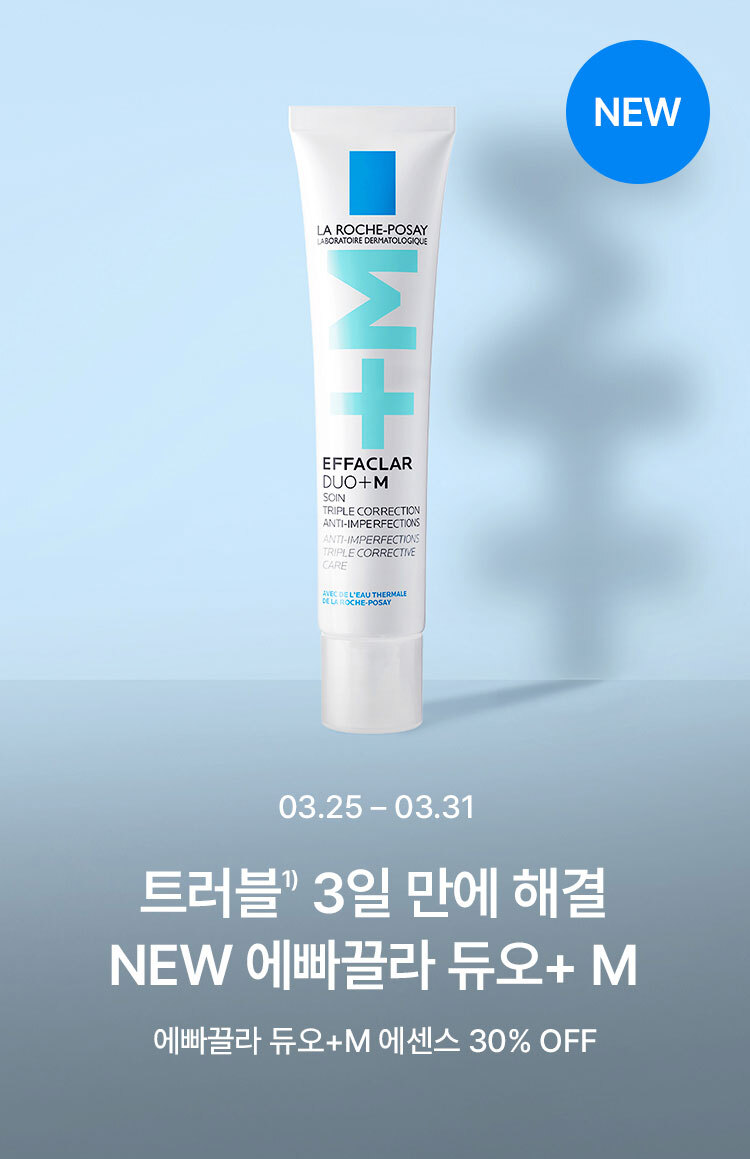 NEW
LA ROCHE-POSAY
LABORATOIRE DERMATOLOGIQUE
+M
EFFACLAR
DUO+M
SOIN
TRIPLE CORRECTION
ANTI-IMPERFECTIONS
ANTI-IMPERFECTIONS
TRIPLE CORRECTIVE
CARE
AVEC DE L'EAU THERMALE
DE LA ROCHE-POSAY
03.25 – 03.31
트러블¹⁾ 3일 만에 해결
NEW 에빠끌라 듀오+ M
에빠끌라 듀오+M 에센스 30% OFF